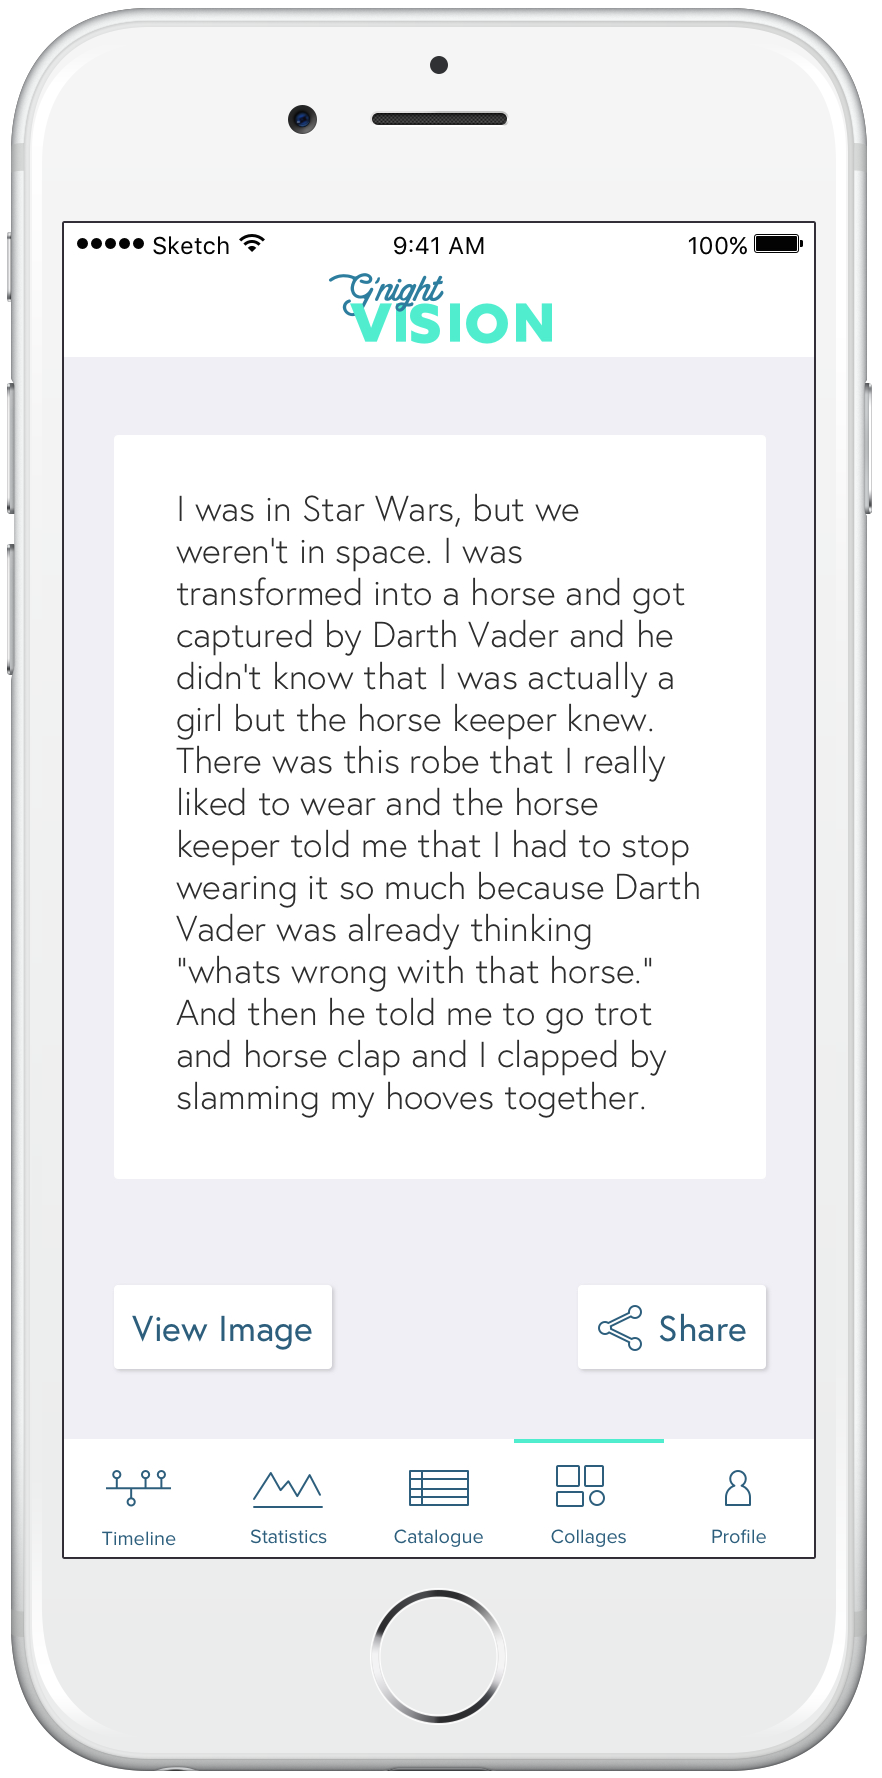 Sketch 9:41 AM 100%
G'night
VISION
I was in Star Wars, but we
weren't in space. I was
transformed into a horse and got
captured by Darth Vader and he
didn't know that I was actually a
girl but the horse keeper knew.
There was this robe that I really
liked to wear and the horse
keeper told me that I had to stop
wearing it so much because Darth
Vader was already thinking
"whats wrong with that horse."
And then he told me to go trot
and horse clap and I clapped by
slamming my hooves together.
View Image Share
Timeline Statistics Catalogue Collages Profile